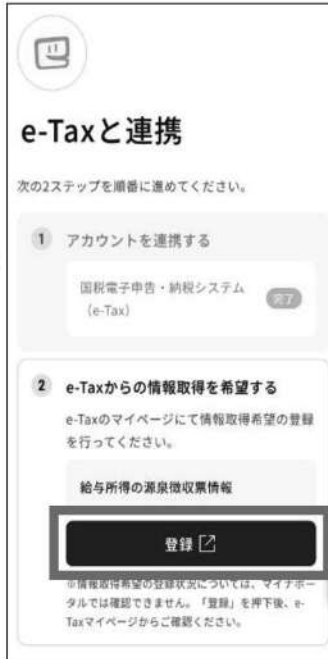 e-Taxと連携
次の2ステップを順番に進めてください。
1 アカウントを連携する
国税電子申告・納税システム
(e-Tax)
完了
2 e-Taxからの情報取得を希望する
e-Taxのマイページにて情報取得希望の登録
を行ってください。
給与所得の源泉徴収票情報
登録
※情報取得希望の登録状況については、マイナポー
タルでは確認できません。「登録」を押下後、e-
Taxマイページからご確認ください。